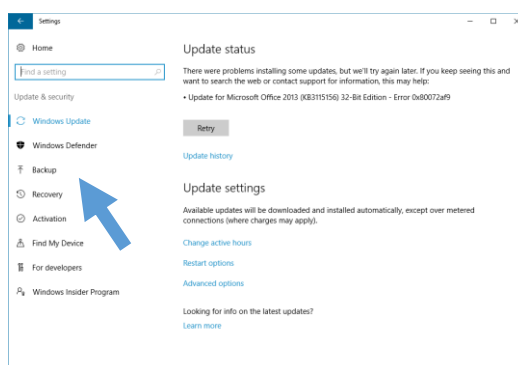 Settings
Home
Find a setting
Update & security
Windows Update
Windows Defender
Backup
Recovery
Activation
Find My Device
For developers
Windows Insider Program
Update status
There were problems installing some updates, but we'll try again later. If you keep seeing this and
want to search the web or contact support for information, this may help:
• Update for Microsoft Office 2013 (KB3115156) 32-Bit Edition - Error 0x80072af9
Retry
Update history
Update settings
Available updates will be downloaded and installed automatically, except over metered
connections (where charges may apply).
Change active hours
Restart options
Advanced options
Looking for info on the latest updates?
Learn more